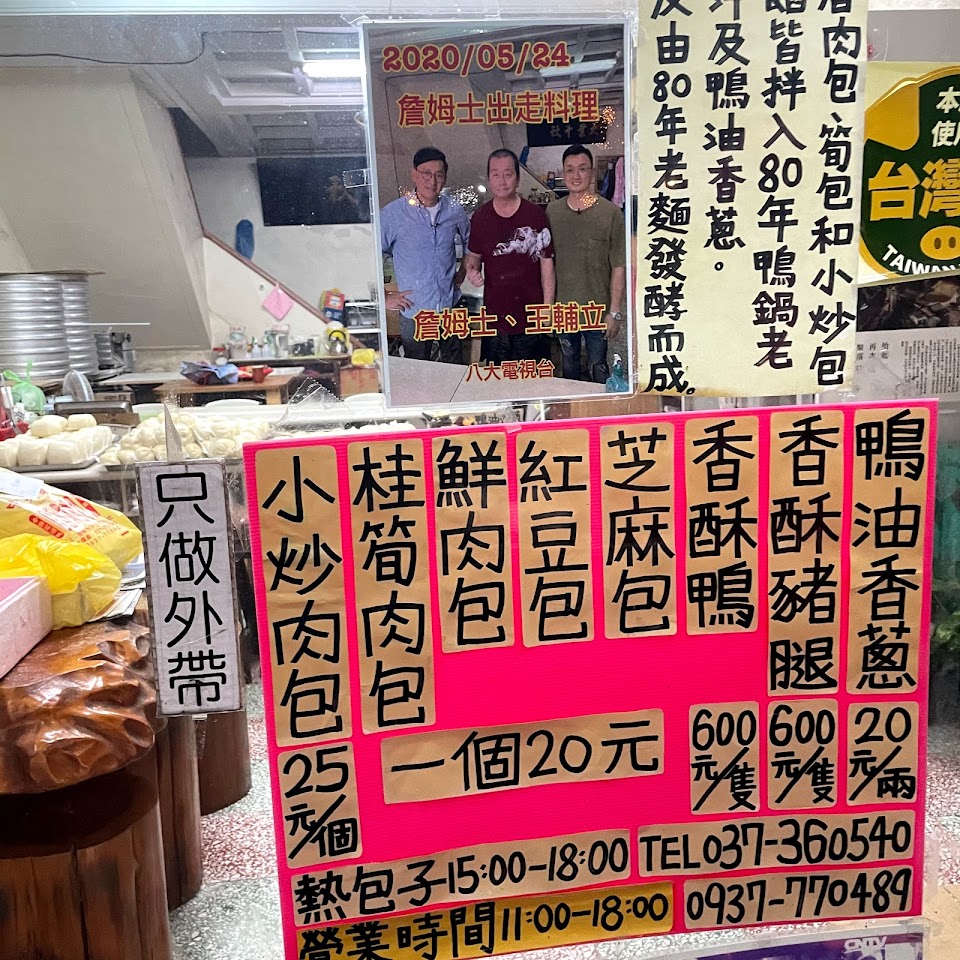 2020/05/24
詹姆士出走料理
詹姆士、王輔立
八大電視台
肉包、筍包和小炒包
皆拌入80年鴨鍋老
及鴨油香蔥。
及由80年老麵發酵而成。
本
使用
台灣
TAIWAN
只做外帶
鴨油香蔥
20元/兩
香酥豬腿
600元/隻
香酥鴨
600元/隻
芝麻包
紅豆包
鮮肉包
桂筍肉包
一個20元
小炒肉包
25元/個
熱包子15:00-18:00
TEL037-360540
營業時間11:00-18:00
0937-770489
CNTV